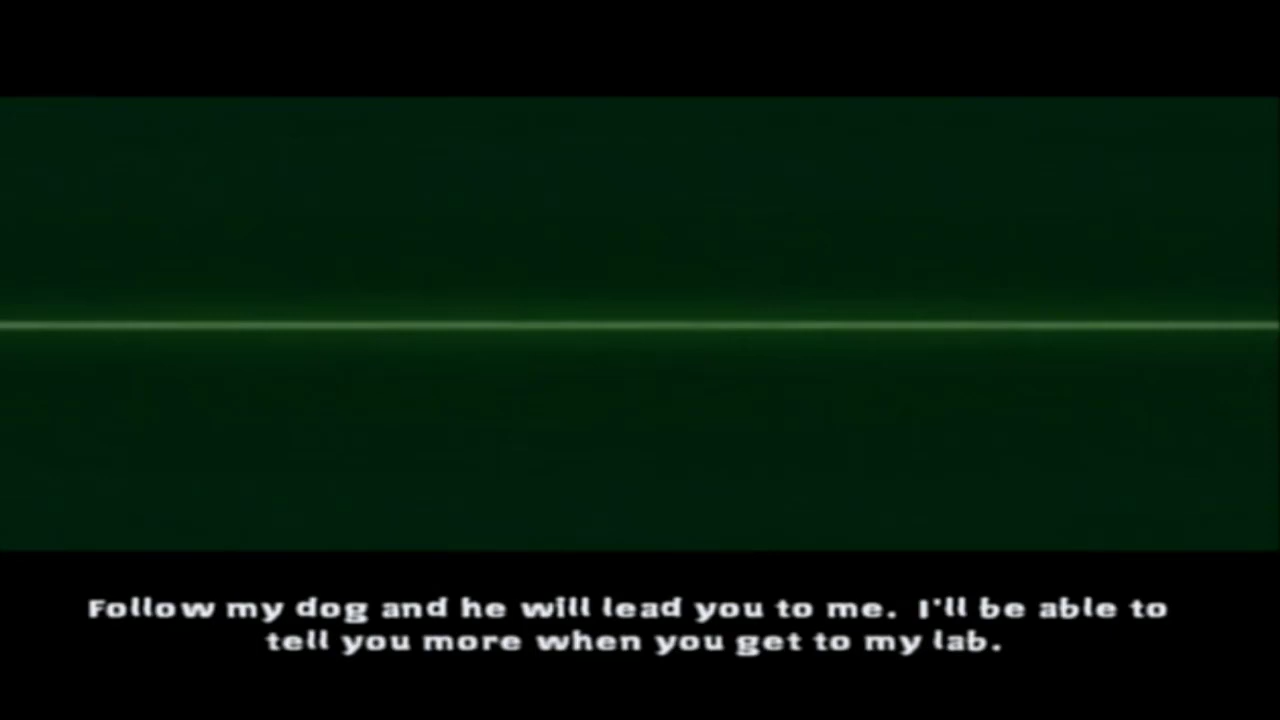 Follow my dog and he will lead you to me. I'll be able to
tell you more when you get to my lab.